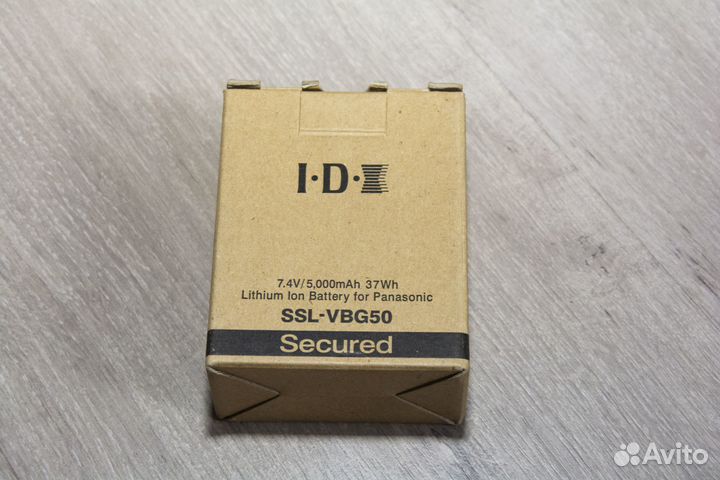 I·D·X
7.4V/5,000mAh 37Wh
Lithium Ion Battery for Panasonic
SSL-VBG50
Secured
Avito